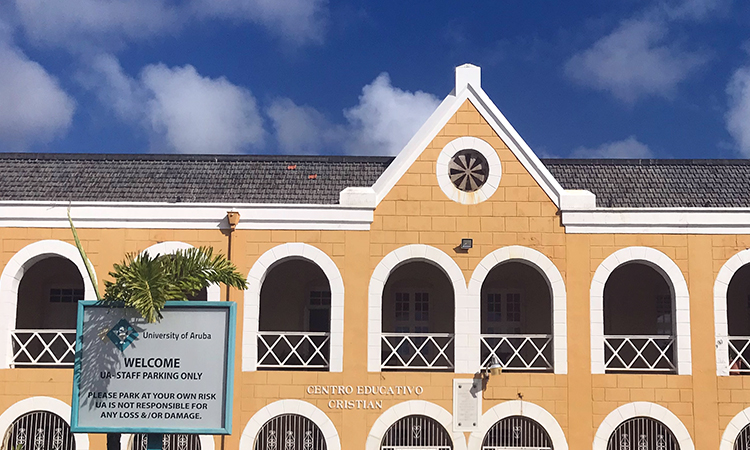 University of Aruba
WELCOME
UA-STAFF PARKING ONLY
PLEASE PARK AT YOUR OWN RISK
UA IS NOT RESPONSIBLE FOR
ANY LOSS &/OR DAMAGE.
CENTRO EDUCATIVO
CRISTIAN